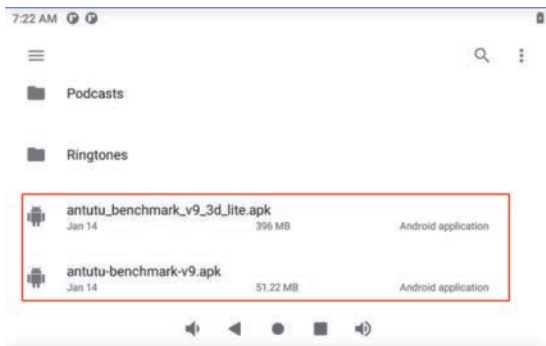 7:22 AM
Podcasts
Ringtones
antutu_benchmark_v9_3d_lite.apk
Jan 14 396 MB Android application
antutu-benchmark-v9.apk
Jan 14 51.22 MB Android application